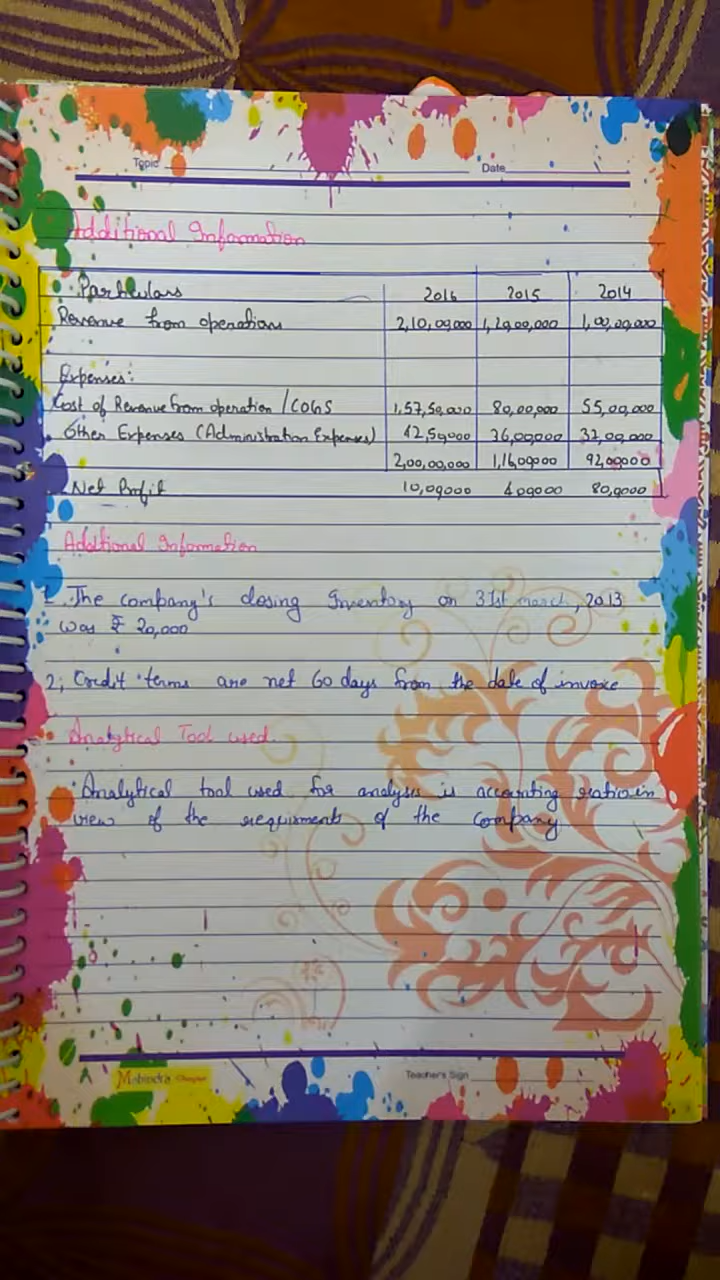 Topic Date
Additional Information
Particulars 2016 2015 2014
Revenue from operations 2,10,00,000 1,20,00,000 1,00,00,000
Expenses:
Cost of Revenue from operation / COGS 1,57,50,000 80,00,000 55,00,000
Other Expenses (Administration Expenses) 42,50,000 36,00,000 37,00,000
2,00,00,000 1,16,00,000 92,00,000
Net Profit 10,00,000 4,00,000 8,00,000
Additional Information
1. The company's closing Inventory on 31st march, 2013
was ₹ 20,000
2, Credit terms are net 60 days from the date of invoice
Analytical Tool used.
Analytical tool used for analysis is accounting ratio in
view of the requirments of the company
Mahindra Teacher's Sign